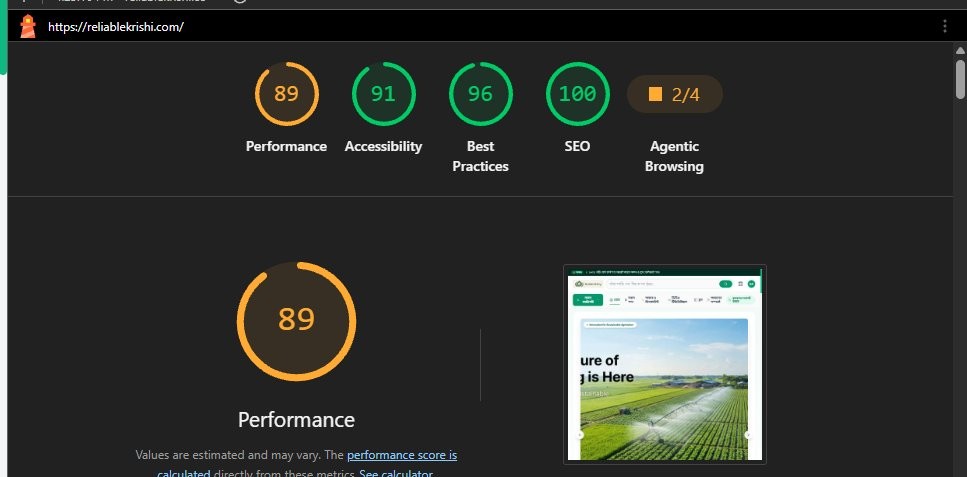 https://reliablekrishi.com/
89
91
96
100
2/4
Performance
Accessibility
Best
Practices
SEO
Agentic
Browsing
89
Performance
Values are estimated and may vary. The performance score is
calculated directly from these metrics. See calculator.
ure of
g is Here